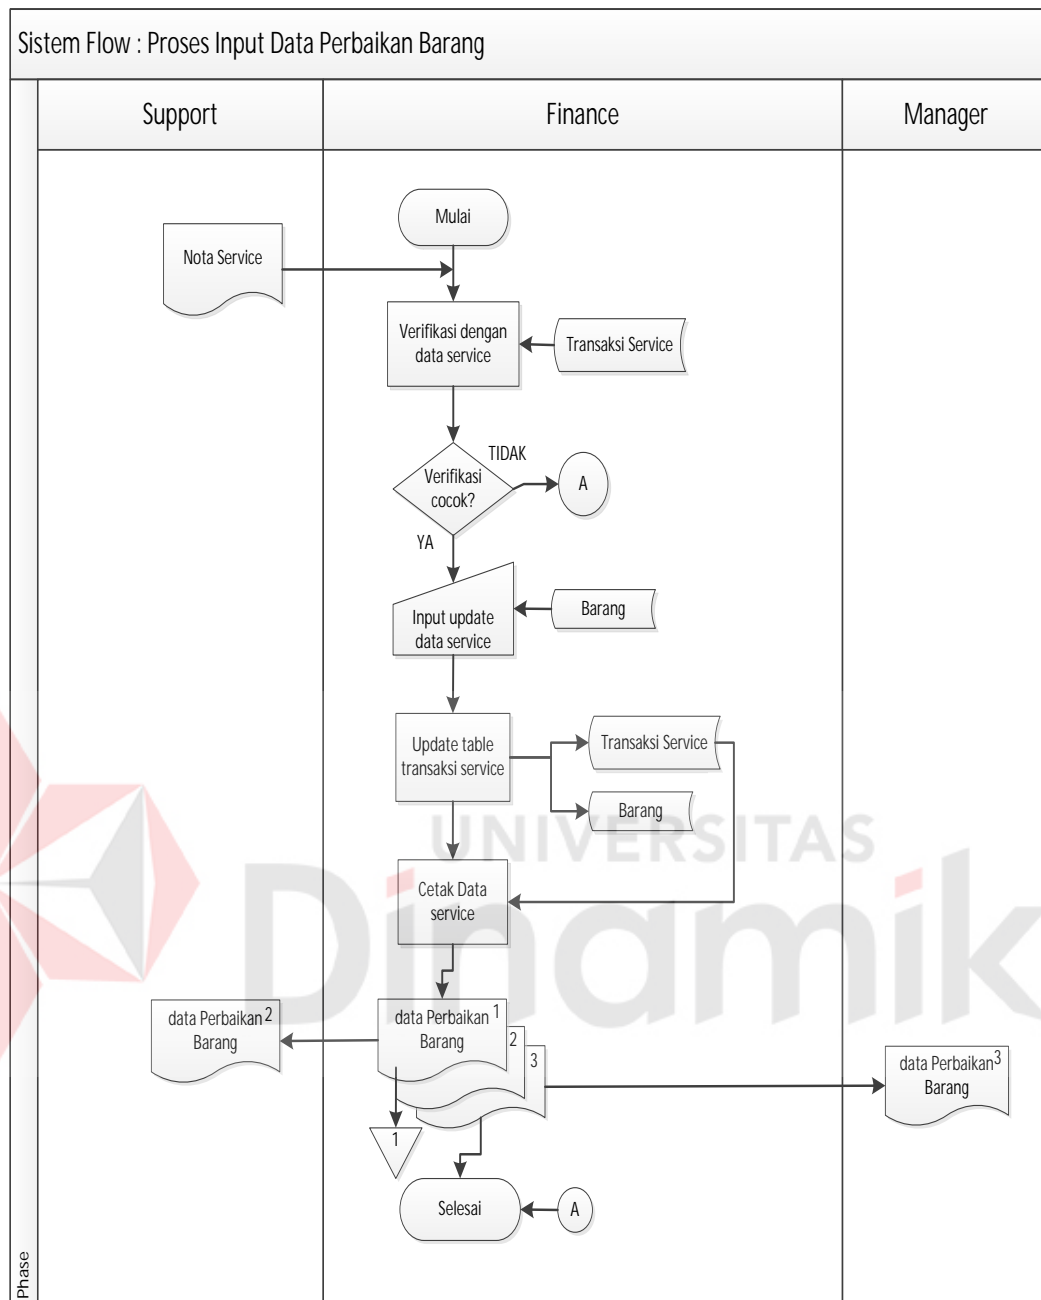 Sistem Flow : Proses Input Data Perbaikan Barang
Support
Finance
Manager
Mulai
Nota Service
Verifikasi dengan
data service
Transaksi Service
TIDAK
Verifikasi
cocok?
A
YA
Input update
data service
Barang
Update table
transaksi service
Transaksi Service
Barang
UNIVERSITAS
Dinamik
Cetak Data
service
data Perbaikan 2
Barang
data Perbaikan 1
Barang
2
3
data Perbaikan 3
Barang
1
Selesai
A
Phase